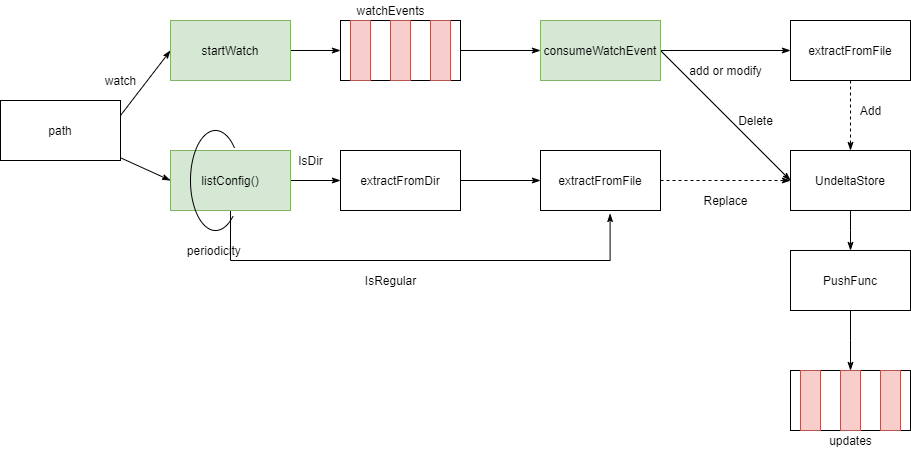 watchEvents
startWatch
consumeWatchEvent
extractFromFile
watch
add or modify
path
Add
Delete
IsDir
listConfig()
extractFromDir
extractFromFile
UndeltaStore
Replace
periodicity
IsRegular
PushFunc
updates